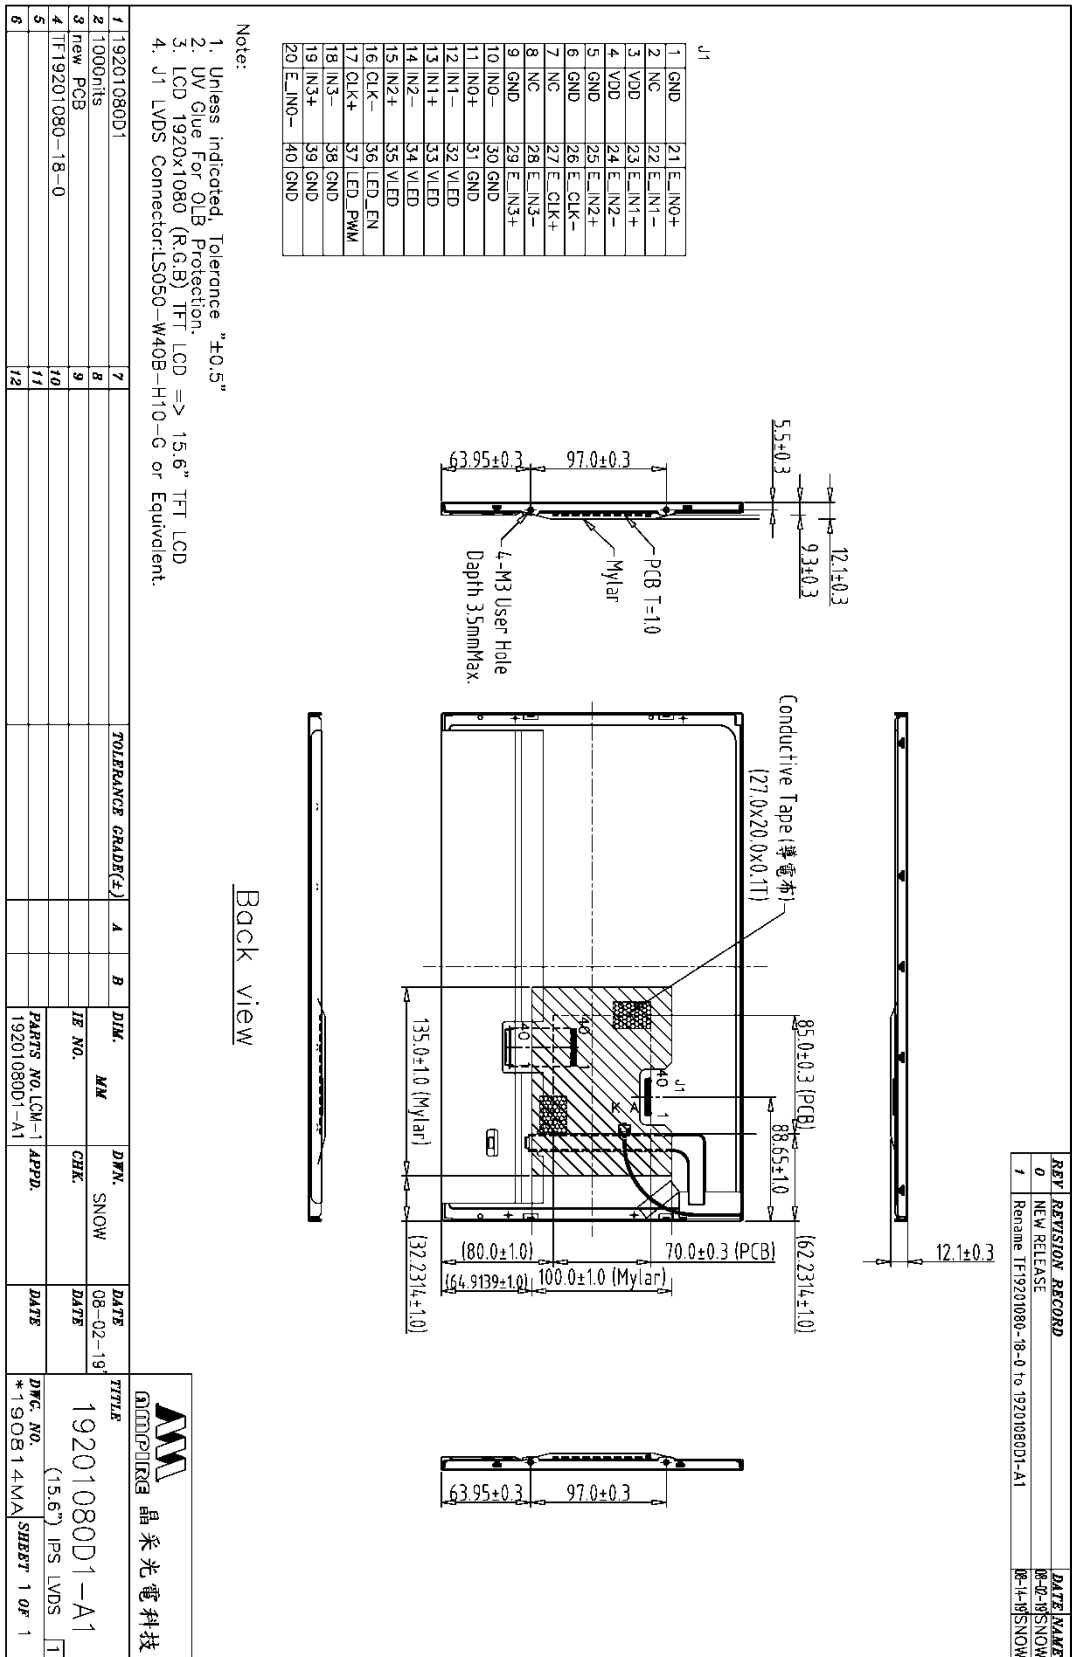 REV REVISION RECORD DATE NAME
0 NEW RELEASE 08-02-19' SNOW
1 Rename TF19201080-18-0 to 19201080D1-A1 08-14-19' SNOW
J1
1 GND 21 E_IN0+
2 NC 22 E_IN1-
3 VDD 23 E_IN1+
4 VDD 24 E_IN2-
5 GND 25 E_IN2+
6 GND 26 E_CLK-
7 NC 27 E_CLK+
8 NC 28 E_IN3-
9 GND 29 E_IN3+
10 IN0- 30 GND
11 IN0+ 31 GND
12 IN1- 32 VLED
13 IN1+ 33 VLED
14 IN2- 34 VLED
15 IN2+ 35 VLED
16 CLK- 36 LED_EN
17 CLK+ 37 LED_PWM
18 IN3- 38 GND
19 IN3+ 39 GND
20 E_IN0- 40 GND
12.1±0.3
12.1±0.3
9.3±0.3
5.5±0.3
63.95±0.3
97.0±0.3
PCB T=1.0
Mylar
4-M3 User Hole
Dapth 3.5mmMax.
Conductive Tape(導電布)
(27.0x20.0x0.1T)
85.0±0.3 (PCB)
(62.2314±1.0)
88.65±1.0
J1
40 1
K A
40
40
70.0±0.3 (PCB)
(80.0±1.0)
100.0±1.0 (Mylar)
(64.9139±1.0)
135.0±1.0 (Mylar)
(32.2314±1.0)
63.95±0.3
97.0±0.3
Back view
Note:
1. Unless indicated, Tolerance "±0.5"
2. UV Glue For OLB Protection.
3. LCD 1920x1080 (R.G.B) TFT LCD => 15.6" TFT LCD
4. J1 LVDS Connector:LS050-W40B-H10-G or Equivalent.
AMPIRE 晶采光電科技
1 19201080D1 7 TOLERANCE GRADE(±) A B
2 1000nits 8
3 new PCB 9
4 TF19201080-18-0 10
5 11
6 12
DIM. MM
DWN. SNOW
DATE 08-02-19'
TITLE
19201080D1-A1
(15.6") IPS LVDS 1
IE NO.
CHK.
DATE
PARTS NO. LCM-1
19201080D1-A1
APPD.
DATE
DWG. NO.
*190814MA
SHEET 1 OF 1